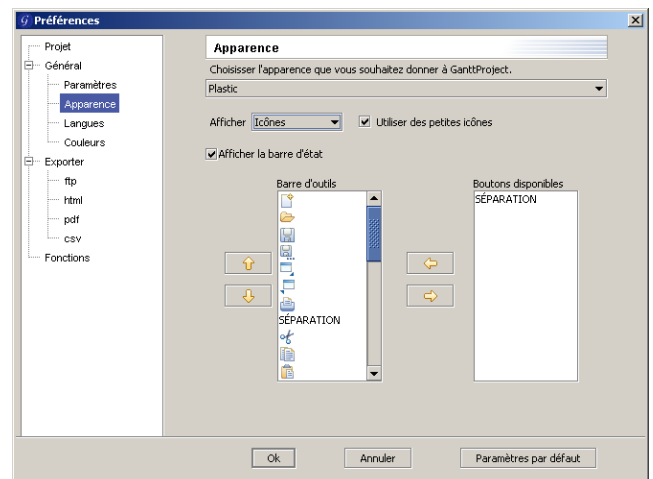 Préférences
Projet
Général
Paramètres
Apparence
Langues
Couleurs
Exporter
ftp
html
pdf
csv
Fonctions
Apparence
Choisisser l'apparence que vous souhaitez donner à GanttProject.
Plastic
Afficher Icônes Utiliser des petites icônes
Afficher la barre d'état
Barre d'outils Boutons disponibles
SÉPARATION
SÉPARATION
Ok Annuler Paramètres par défaut